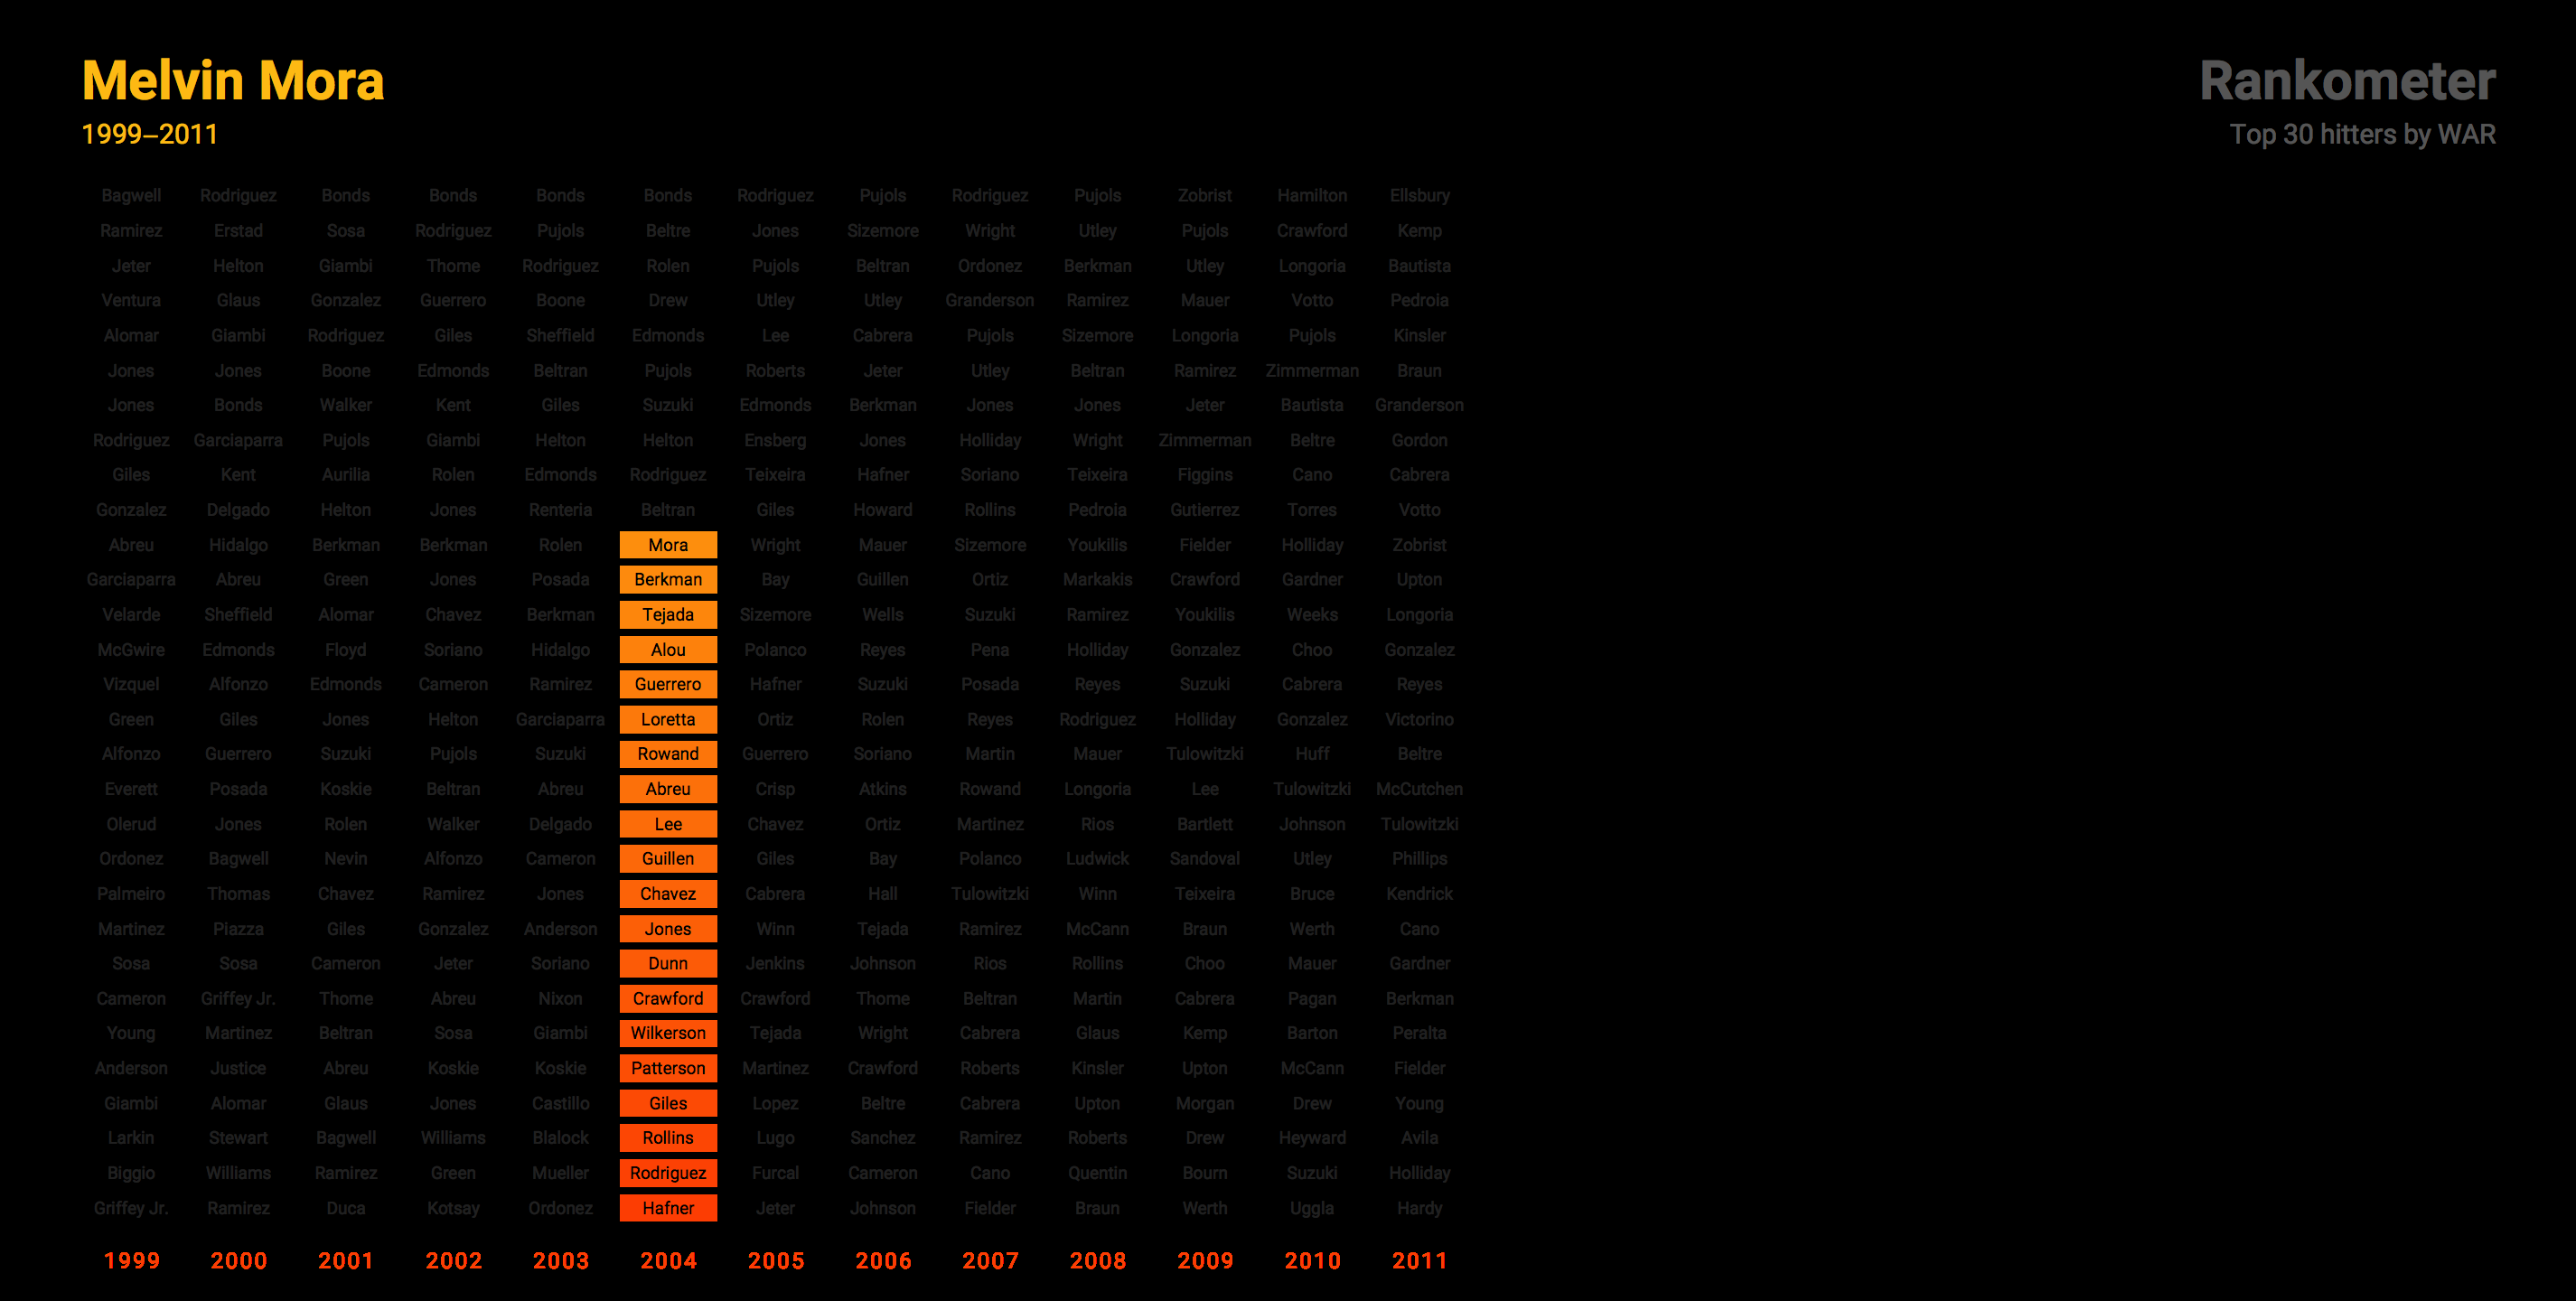 Melvin Mora
1999–2011
Rankometer
Top 30 hitters by WAR
Bagwell Rodriguez Bonds Bonds Bonds Bonds Rodriguez Pujols Rodriguez Pujols Zobrist Hamilton Ellsbury
Ramirez Erstad Sosa Rodriguez Pujols Beltre Jones Sizemore Wright Utley Pujols Crawford Kemp
Jeter Helton Giambi Thome Rodriguez Rolen Pujols Beltran Ordonez Berkman Utley Longoria Bautista
Ventura Glaus Gonzalez Guerrero Boone Drew Utley Utley Granderson Ramirez Mauer Votto Pedroia
Alomar Giambi Rodriguez Giles Sheffield Edmonds Lee Cabrera Pujols Sizemore Longoria Pujols Kinsler
Jones Jones Boone Edmonds Beltran Pujols Roberts Jeter Utley Beltran Ramirez Zimmerman Braun
Jones Bonds Walker Kent Giles Suzuki Edmonds Berkman Jones Jones Jeter Bautista Granderson
Rodriguez Garciaparra Pujols Giambi Helton Helton Ensberg Jones Holliday Wright Zimmerman Beltre Gordon
Giles Kent Aurilia Rolen Edmonds Rodriguez Teixeira Hafner Soriano Teixeira Figgins Cano Cabrera
Gonzalez Delgado Helton Jones Renteria Beltran Giles Howard Rollins Pedroia Gutierrez Torres Votto
Abreu Hidalgo Berkman Berkman Rolen Mora Wright Mauer Sizemore Youkilis Fielder Holliday Zobrist
Garciaparra Abreu Green Jones Posada Berkman Bay Guillen Ortiz Markakis Crawford Gardner Upton
Velarde Sheffield Alomar Chavez Berkman Tejada Sizemore Wells Suzuki Ramirez Youkilis Weeks Longoria
McGwire Edmonds Floyd Soriano Hidalgo Alou Polanco Reyes Pena Holliday Gonzalez Choo Gonzalez
Vizquel Alfonzo Edmonds Cameron Ramirez Guerrero Hafner Suzuki Posada Reyes Suzuki Cabrera Reyes
Green Giles Jones Helton Garciaparra Loretta Ortiz Rolen Reyes Rodriguez Holliday Gonzalez Victorino
Alfonzo Guerrero Suzuki Pujols Suzuki Rowand Guerrero Soriano Martin Mauer Tulowitzki Huff Beltre
Everett Posada Koskie Beltran Abreu Abreu Crisp Atkins Rowand Longoria Lee Tulowitzki McCutchen
Olerud Jones Rolen Walker Delgado Lee Chavez Ortiz Martinez Rios Bartlett Johnson Tulowitzki
Ordonez Bagwell Nevin Alfonzo Cameron Guillen Giles Bay Polanco Ludwick Sandoval Utley Phillips
Palmeiro Thomas Chavez Ramirez Jones Chavez Cabrera Hall Tulowitzki Winn Teixeira Bruce Kendrick
Martinez Piazza Giles Gonzalez Anderson Jones Winn Tejada Ramirez McCann Braun Werth Cano
Sosa Sosa Cameron Jeter Soriano Dunn Jenkins Johnson Rios Rollins Choo Mauer Gardner
Cameron Griffey Jr. Thome Abreu Nixon Crawford Crawford Thome Beltran Martin Cabrera Pagan Berkman
Young Martinez Beltran Sosa Giambi Wilkerson Tejada Wright Cabrera Glaus Kemp Barton Peralta
Anderson Justice Abreu Koskie Koskie Patterson Martinez Crawford Roberts Kinsler Upton McCann Fielder
Giambi Alomar Glaus Jones Castillo Giles Lopez Beltre Cabrera Upton Morgan Drew Young
Larkin Stewart Bagwell Williams Blalock Rollins Lugo Sanchez Ramirez Roberts Drew Heyward Avila
Biggio Williams Ramirez Green Mueller Rodriguez Furcal Cameron Cano Quentin Bourn Suzuki Holliday
Griffey Jr. Ramirez Duca Kotsay Ordonez Hafner Jeter Johnson Fielder Braun Werth Uggla Hardy
1999 2000 2001 2002 2003 2004 2005 2006 2007 2008 2009 2010 2011